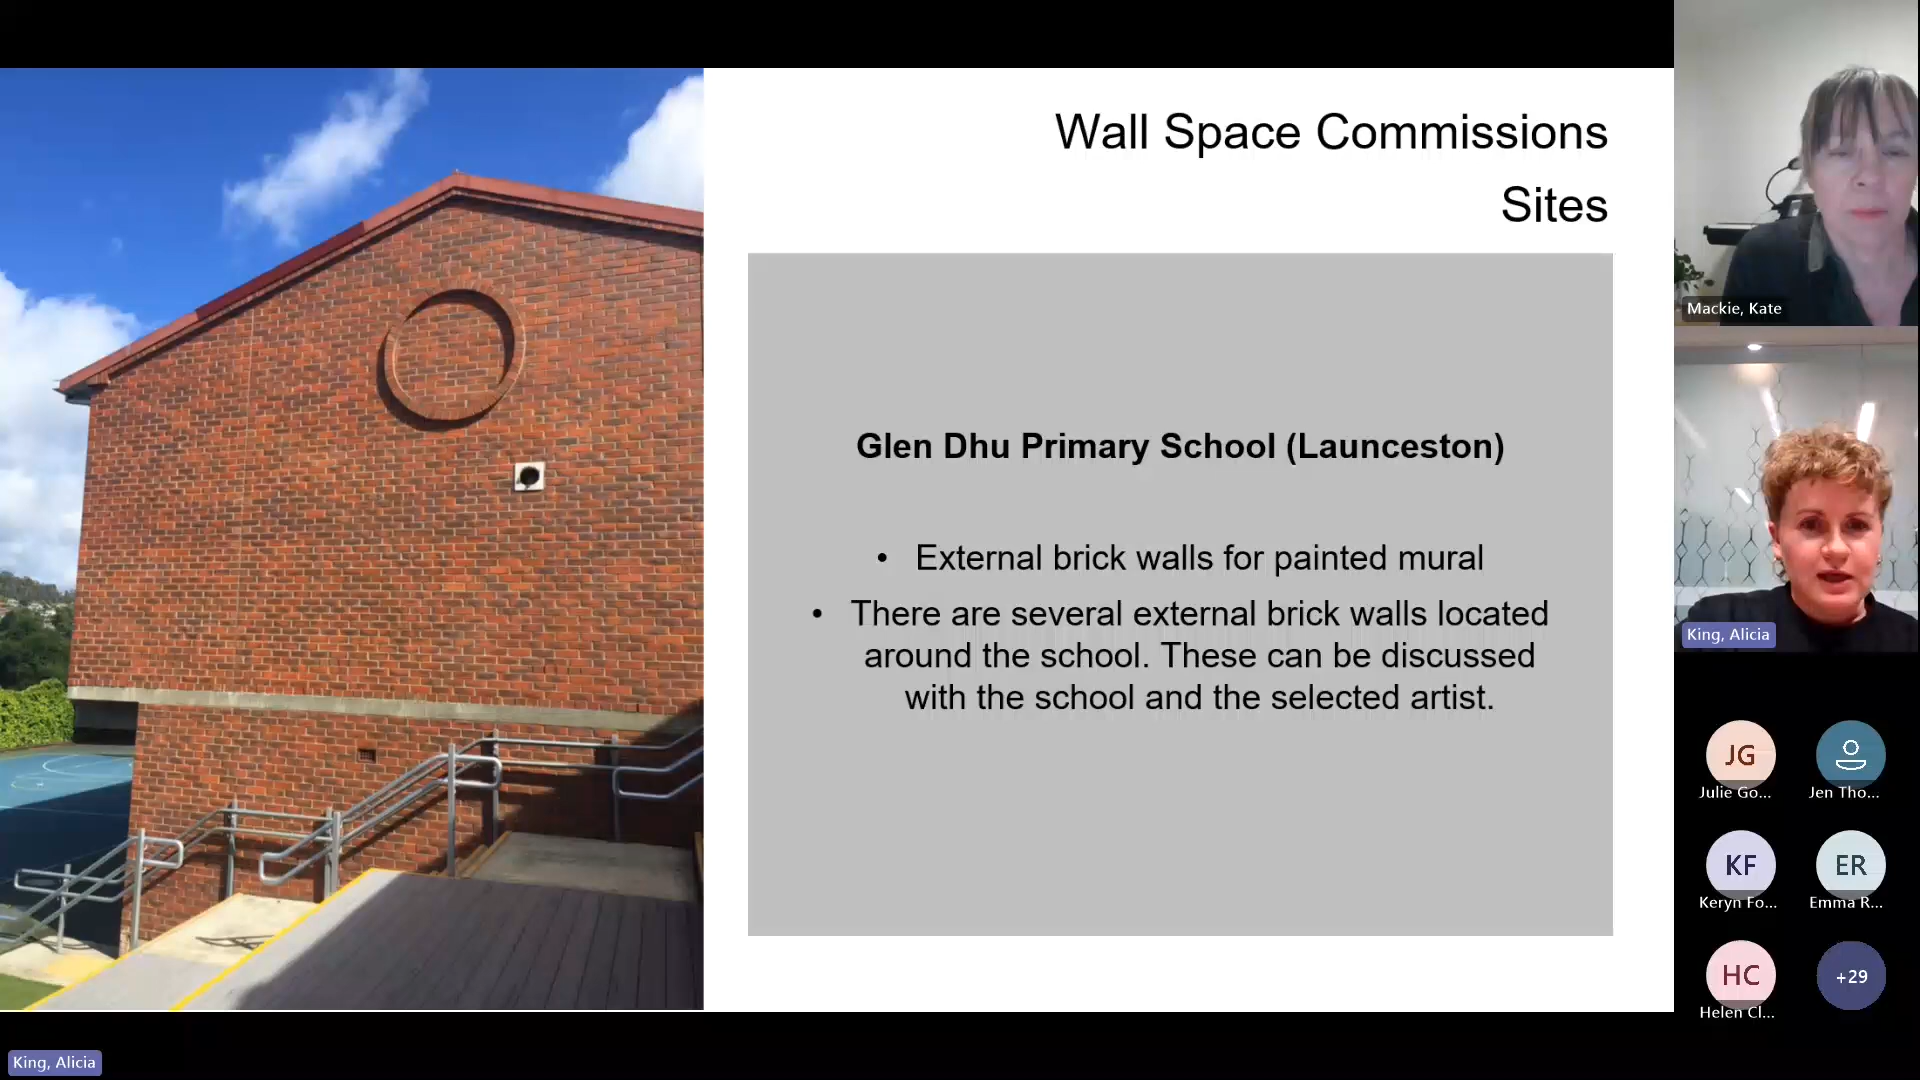 Wall Space Commissions
Sites
Glen Dhu Primary School (Launceston)
• External brick walls for painted mural
• There are several external brick walls located
around the school. These can be discussed
with the school and the selected artist.
Mackie, Kate
King, Alicia
JG
Julie Go...
Jen Tho...
KF
Keryn Fo...
ER
Emma R...
HC
Helen Cl...
+29
King, Alicia